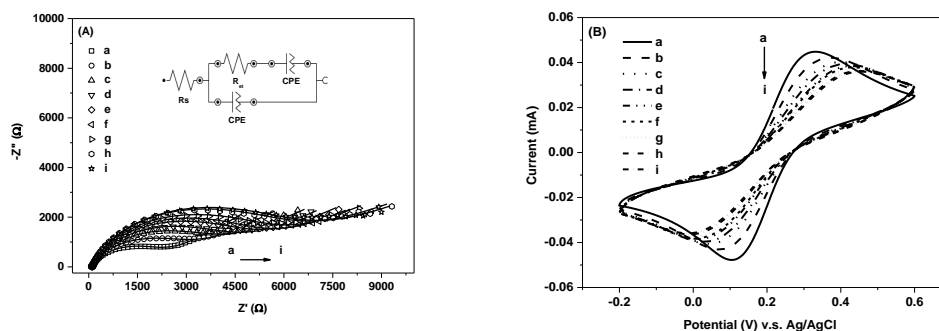 (A)
10000
8000
6000
4000
2000
0
-Z" (Ω)
a
b
c
d
e
f
g
h
i
Rs
R
et
CPE
CPE
a i
0 1500 3000 4500 6000 7500 9000
Z' (Ω)
(B)
0.06
0.04
0.02
0.00
-0.02
-0.04
-0.06
Current (mA)
a
i
a
b
c
d
e
f
g
h
i
-0.2 0.0 0.2 0.4 0.6
Potential (V) v.s. Ag/AgCl